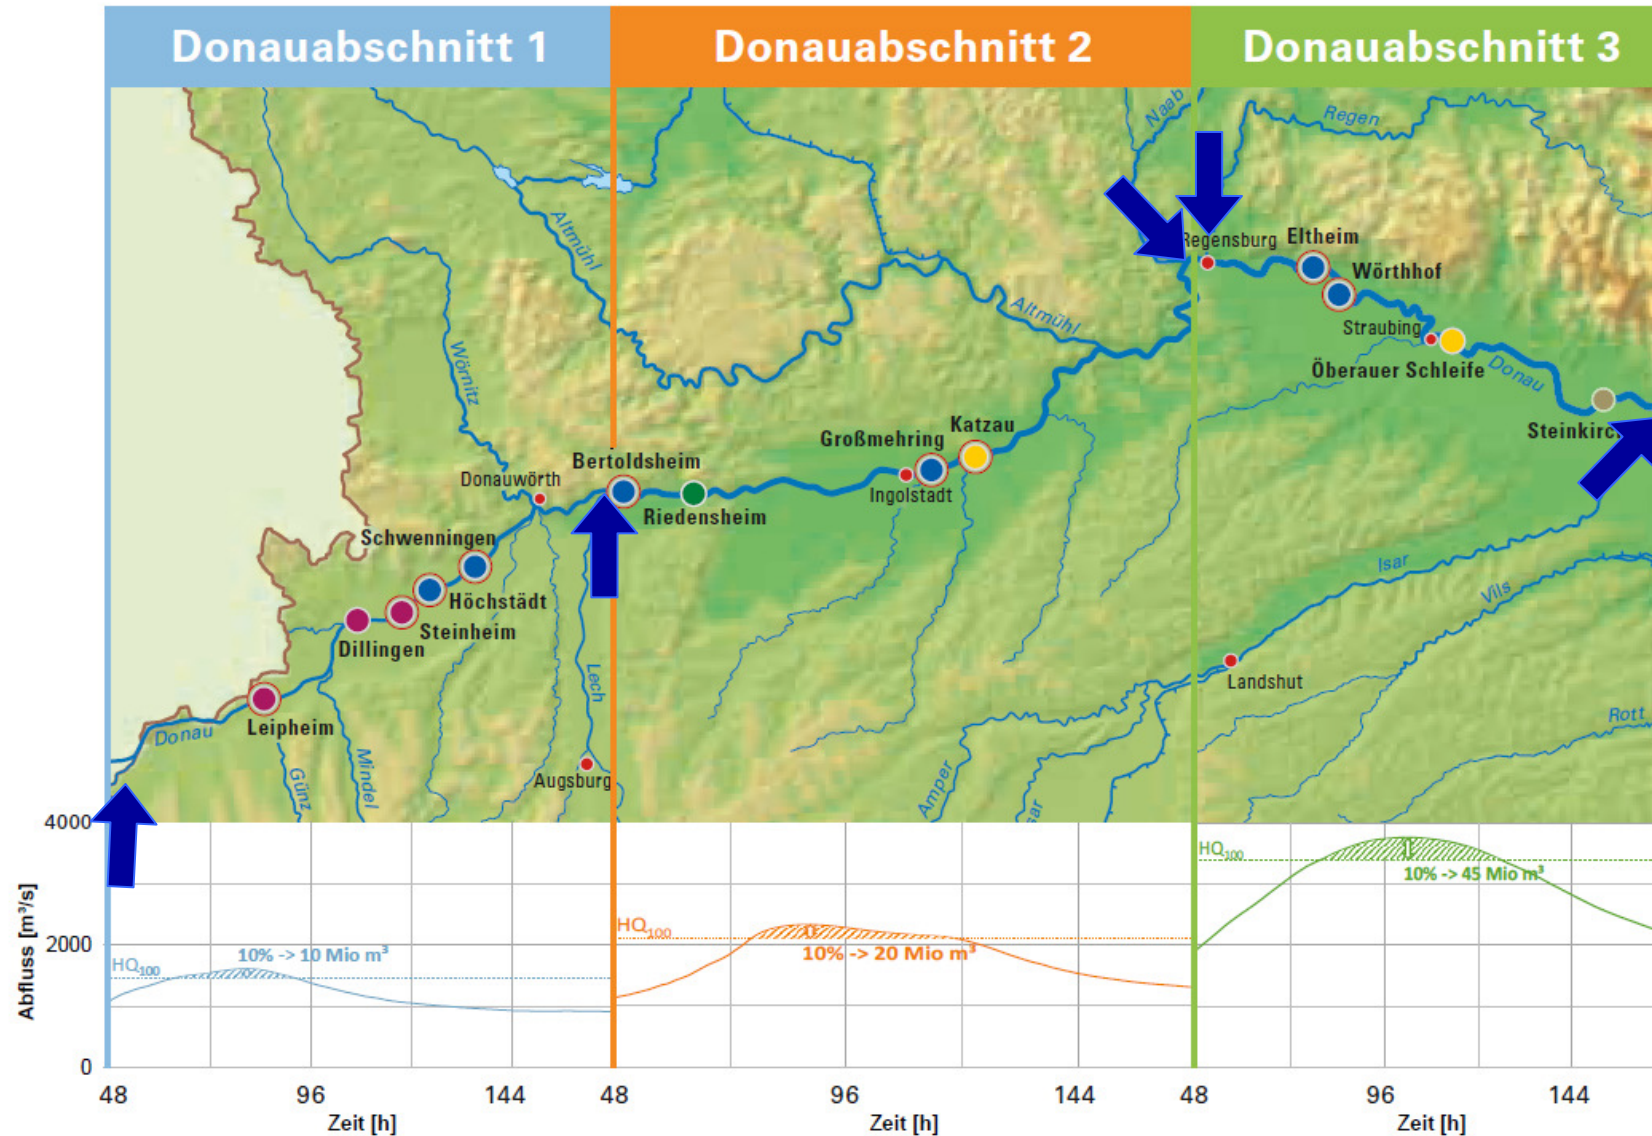 Donauabschnitt 1
Donauabschnitt 2
Donauabschnitt 3
Naab
Regen
Altmühl
Regensburg
Eltheim
Wörthhof
Altmühl
Straubing
Öberauer Schleife
Donau
Wörnitz
Katzau
Großmehring
Steinkirc
Bertoldsheim
Donauwörth
Ingolstadt
Riedensheim
Schwenningen
Isar
Höchstädt
Vils
Steinheim
Dillingen
Lech
Landshut
Leipheim
Donau
Rott
Günz
Mindel
Augsburg
Amper
sar
4000
2000
0
Abfluss [m³/s]
HQ100
10% -> 10 Mio m³
HQ100
10% -> 20 Mio m³
HQ100
10% -> 45 Mio m³
48 96 144 48 96 144 48 96 144
Zeit [h] Zeit [h] Zeit [h]